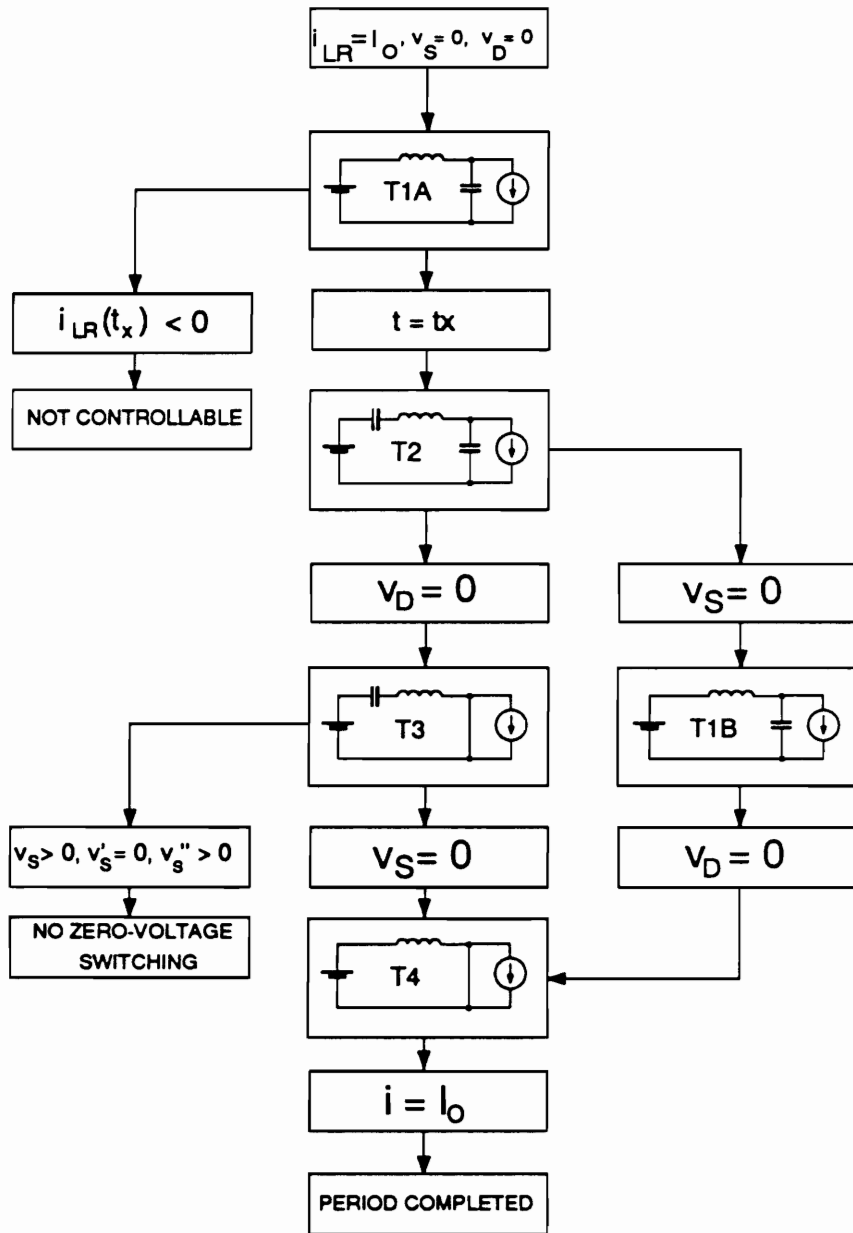 i_LR = I_O, v_S = 0, v_D = 0
T1A
i_LR(t_x) < 0
t = tx
NOT CONTROLLABLE
T2
v_D = 0
v_S = 0
T3
T1B
v_S > 0, v'_S = 0, v_s'' > 0
v_S = 0
v_D = 0
NO ZERO-VOLTAGE
SWITCHING
T4
i = I_O
PERIOD COMPLETED